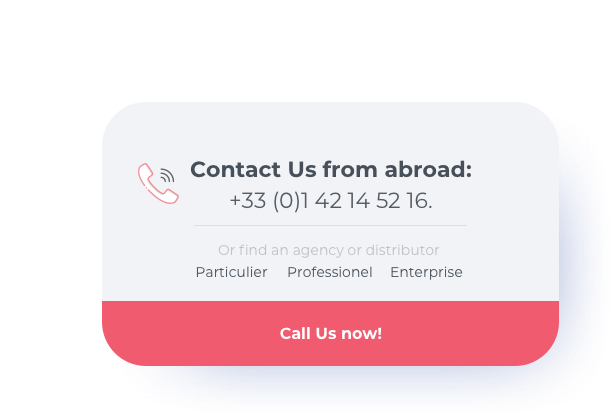 Contact Us from abroad:
+33 (0)1 42 14 52 16.
Or find an agency or distributor
Particulier Professionel Enterprise
Call Us now!